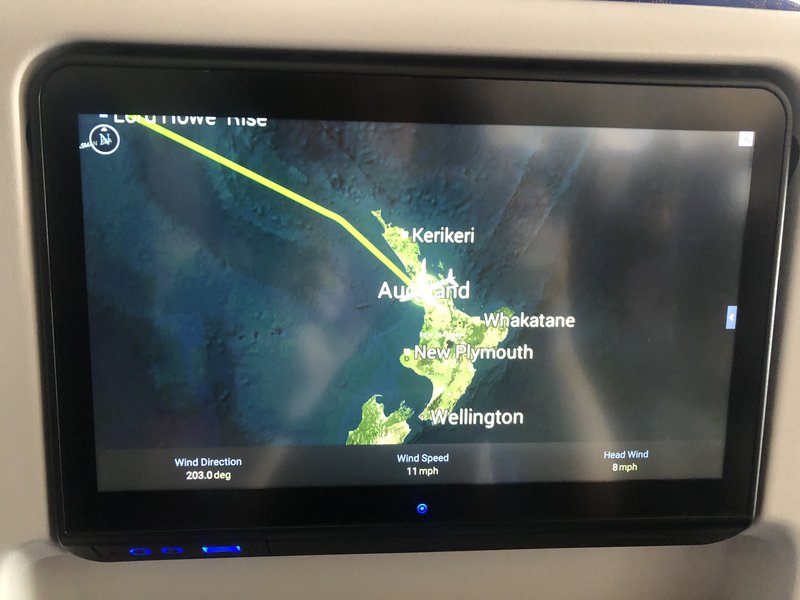 Lord Howe Rise
N
Kerikeri
Auckland
Whakatane
New Plymouth
Wellington
Wind Direction
203.0 deg
Wind Speed
11 mph
Head Wind
8 mph